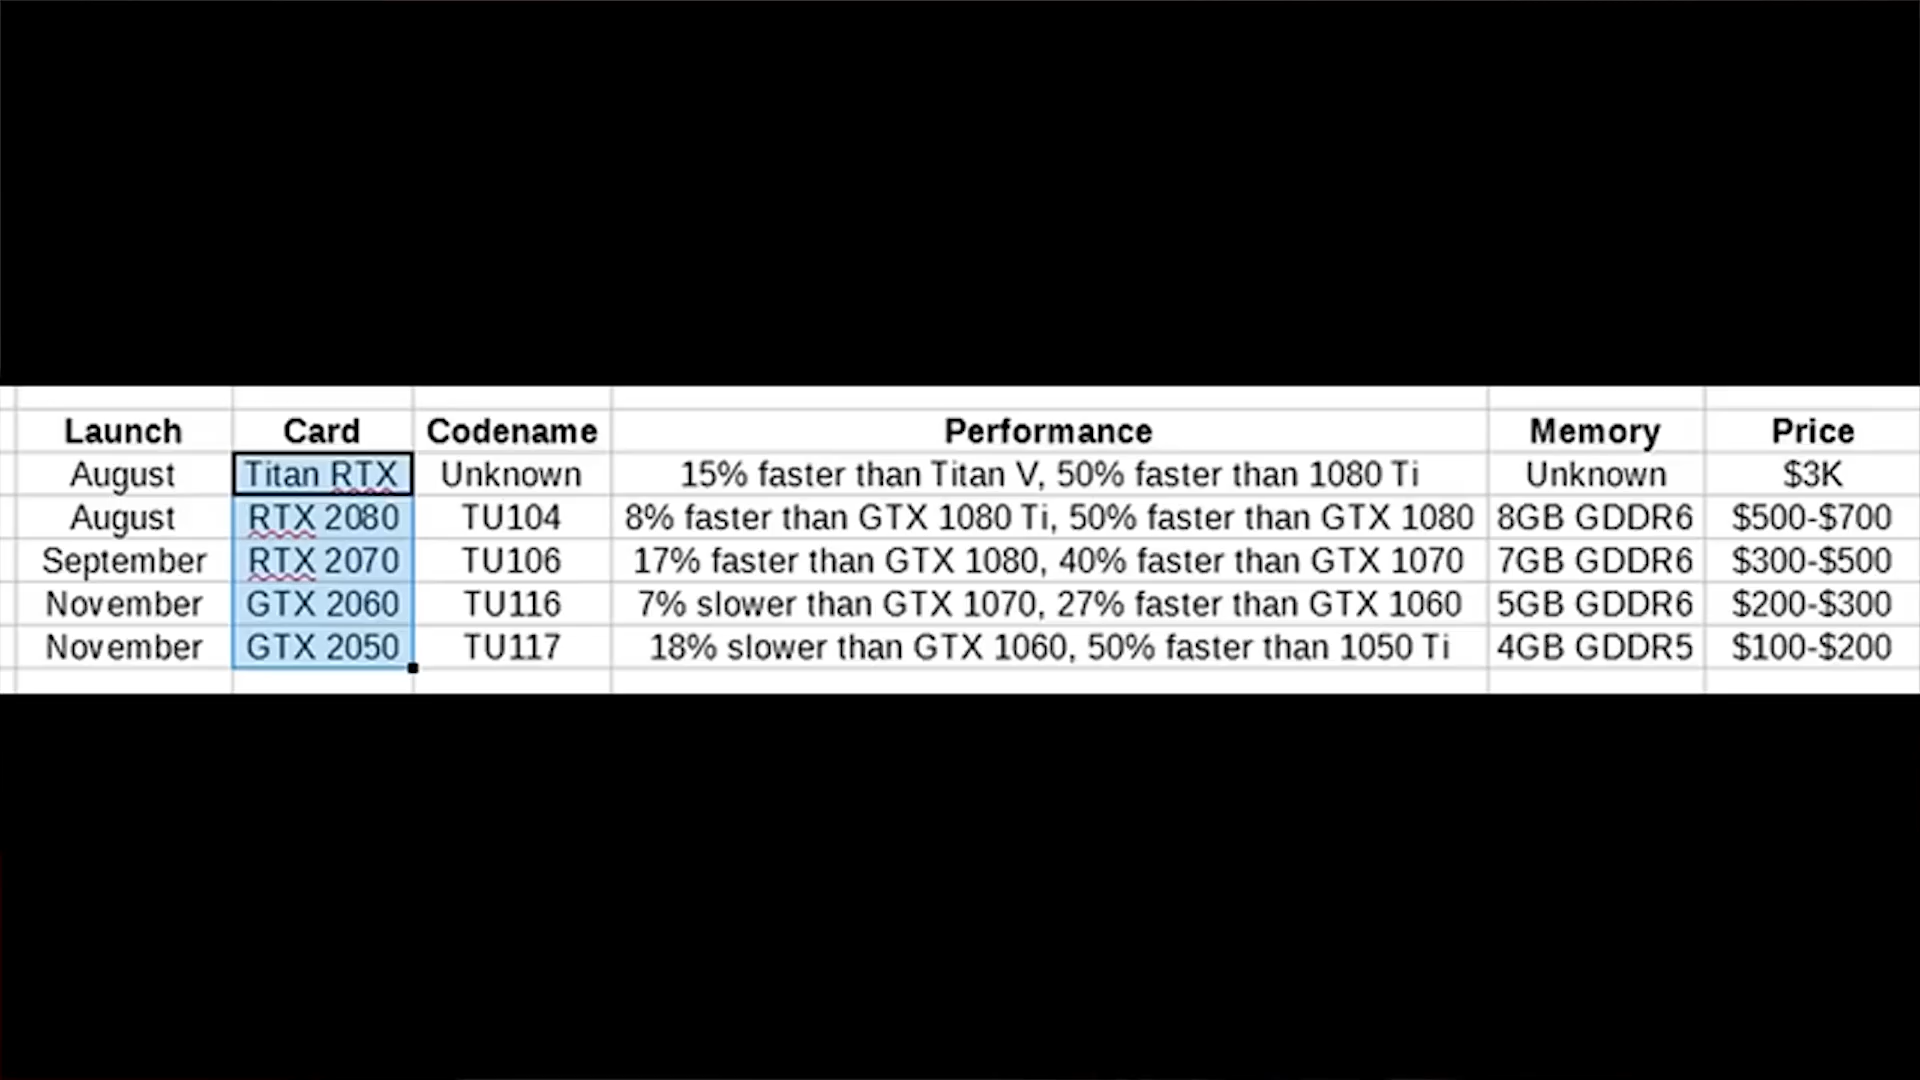 Launch Card Codename Performance Memory Price
August Titan RTX Unknown 15% faster than Titan V, 50% faster than 1080 Ti Unknown $3K
August RTX 2080 TU104 8% faster than GTX 1080 Ti, 50% faster than GTX 1080 8GB GDDR6 $500-$700
September RTX 2070 TU106 17% faster than GTX 1080, 40% faster than GTX 1070 7GB GDDR6 $300-$500
November GTX 2060 TU116 7% slower than GTX 1070, 27% faster than GTX 1060 5GB GDDR6 $200-$300
November GTX 2050 TU117 18% slower than GTX 1060, 50% faster than 1050 Ti 4GB GDDR5 $100-$200